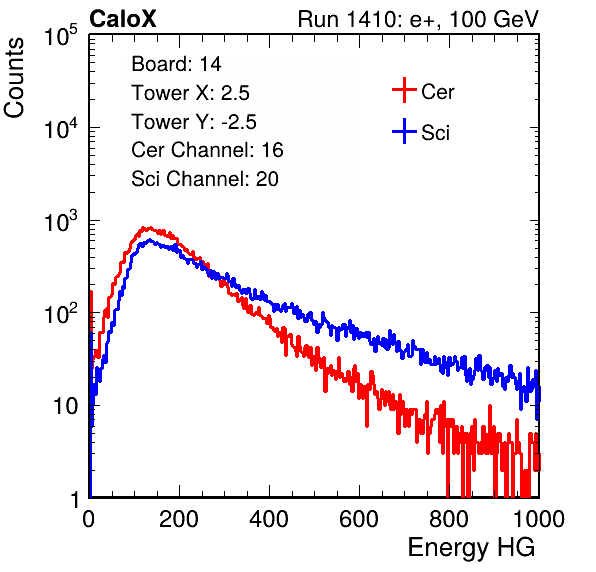 CaloX Run 1410: e+, 100 GeV
Counts
Board: 14
Tower X: 2.5
Tower Y: -2.5
Cer Channel: 16
Sci Channel: 20
Cer
Sci
10^5
10^4
10^3
10^2
10
1
0 200 400 600 800 1000
Energy HG